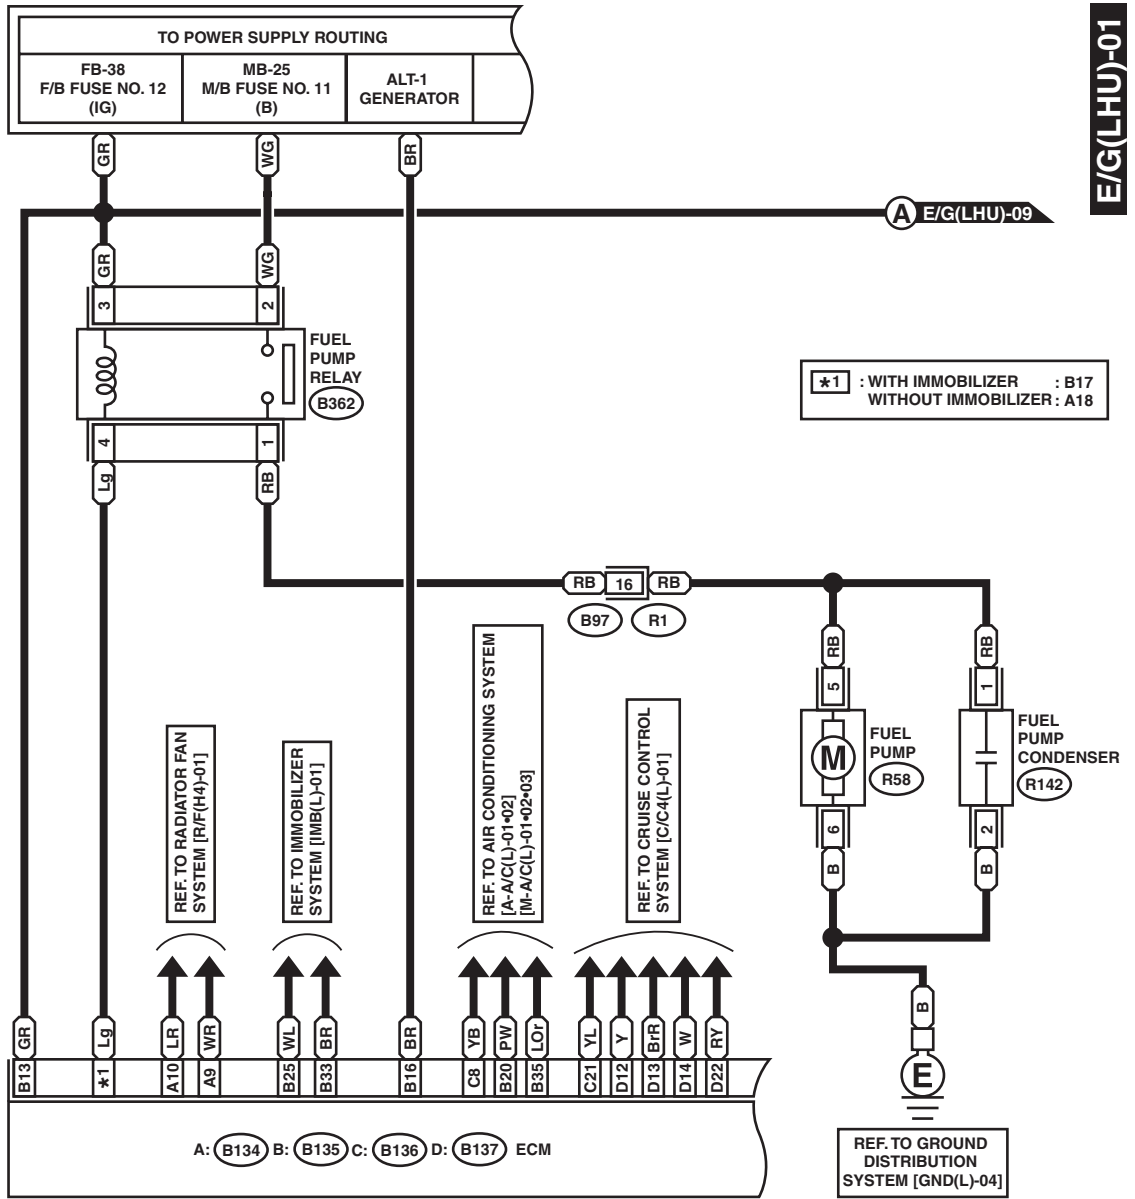 E/G(LHU)-01
TO POWER SUPPLY ROUTING
FB-38
F/B FUSE NO. 12
(IG)
MB-25
M/B FUSE NO. 11
(B)
ALT-1
GENERATOR
GR
WG
BR
A
E/G(LHU)-09
GR
WG
3
2
FUEL
PUMP
RELAY
B362
4
1
Lg
RB
*1 : WITH IMMOBILIZER : B17
WITHOUT IMMOBILIZER : A18
RB
16
RB
B97
R1
RB
RB
5
1
M
FUEL
PUMP
R58
FUEL
PUMP
CONDENSER
R142
6
2
B
B
B
E
REF. TO GROUND
DISTRIBUTION
SYSTEM [GND(L)-04]
REF. TO RADIATOR FAN
SYSTEM [R/F(H4)-01]
REF. TO IMMOBILIZER
SYSTEM [IMB(L)-01]
REF. TO AIR CONDITIONING SYSTEM
[A-A/C(L)-01•02]
[M-A/C(L)-01•02•03]
REF. TO CRUISE CONTROL
SYSTEM [C/C4(L)-01]
GR
Lg
LR
WR
WL
BR
BR
YB
PW
LOr
YL
Y
BrR
W
RY
B13
*1
A10
A9
B25
B33
B16
C8
B20
B35
C21
D12
D13
D14
D22
A: B134 B: B135 C: B136 D: B137 ECM